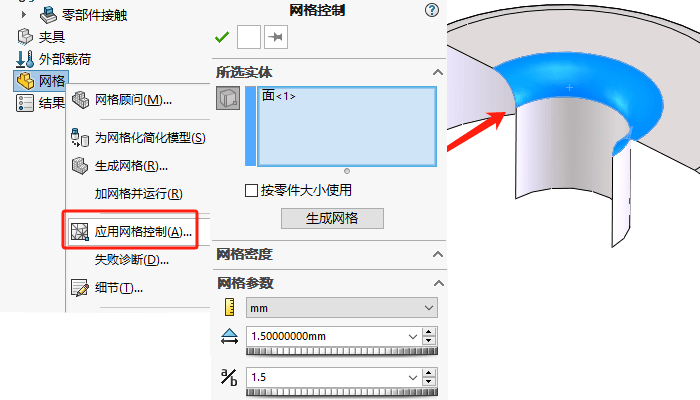 零部件接触
夹具
外部载荷
网格
结果
网格顾问(M)...
为网格化简化模型(S)
生成网格(R)...
加网格并运行(R)
应用网格控制(A)...
失败诊断(D)...
细节(T)...
网格控制
所选实体
面<1>
按零件大小使用
生成网格
网格密度
网格参数
mm
1.50000000mm
a/b
1.5